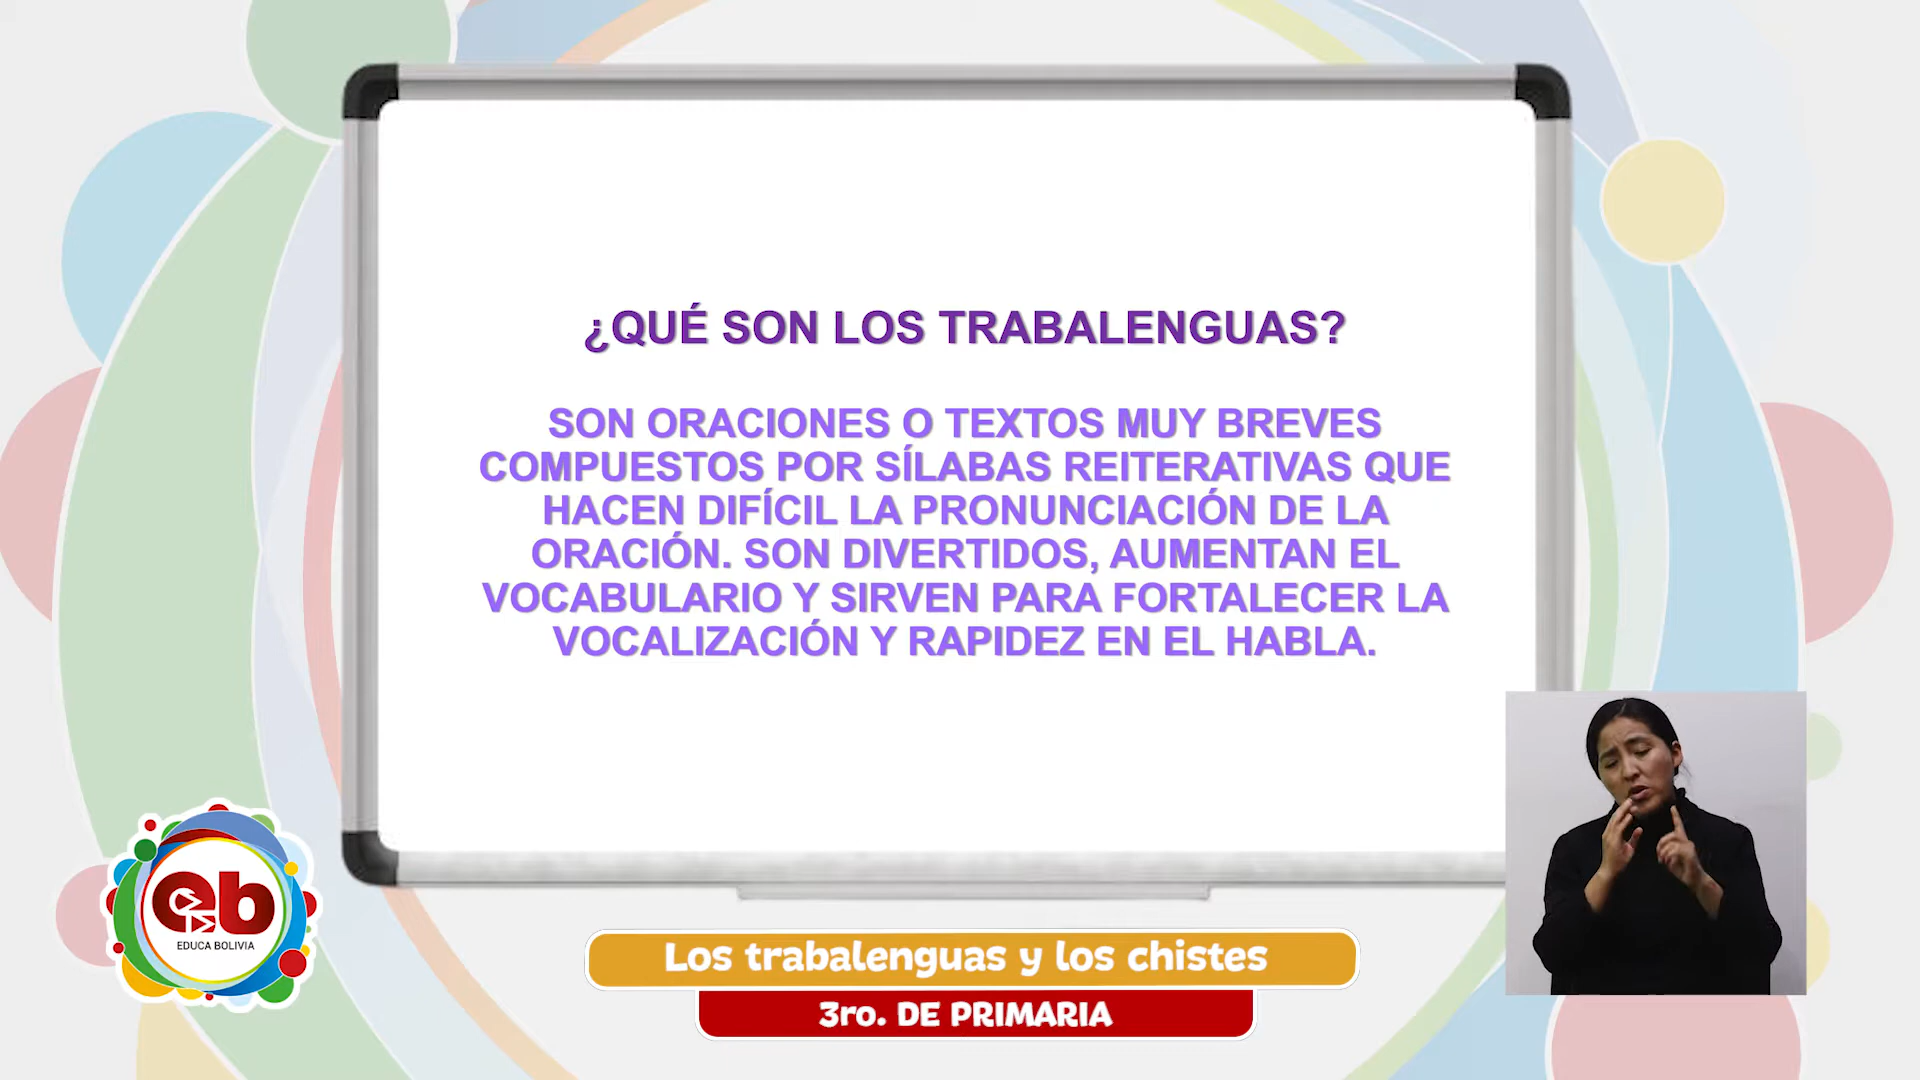 ¿QUÉ SON LOS TRABALENGUAS?
SON ORACIONES O TEXTOS MUY BREVES
COMPUESTOS POR SÍLABAS REITERATIVAS QUE
HACEN DIFÍCIL LA PRONUNCIACIÓN DE LA
ORACIÓN. SON DIVERTIDOS, AUMENTAN EL
VOCABULARIO Y SIRVEN PARA FORTALECER LA
VOCALIZACIÓN Y RAPIDEZ EN EL HABLA.
eb
EDUCA BOLIVIA
Los trabalenguas y los chistes
3ro. DE PRIMARIA